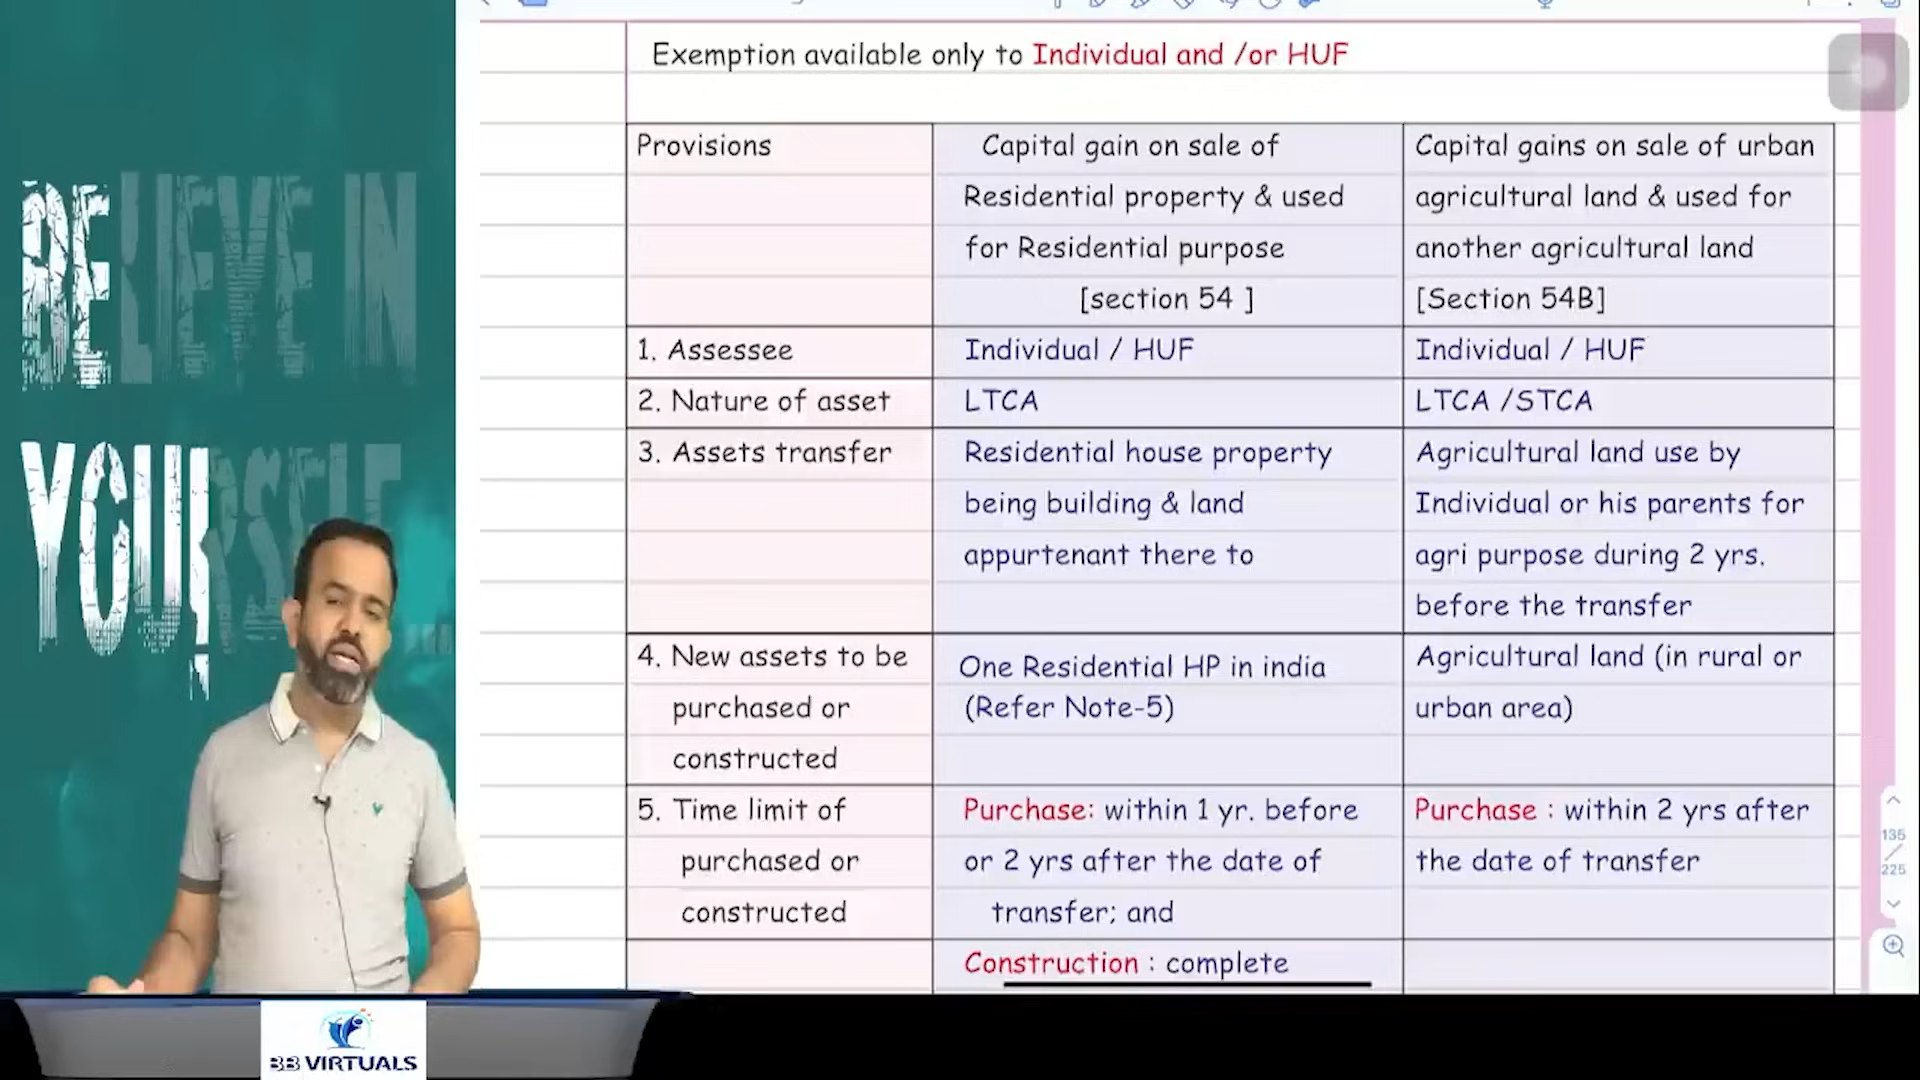 BELIEVE IN
YOURSELF...
Exemption available only to Individual and /or HUF
Provisions
Capital gain on sale of
Residential property & used
for Residential purpose
[section 54 ]
Capital gains on sale of urban
agricultural land & used for
another agricultural land
[Section 54B]
1. Assessee
Individual / HUF
Individual / HUF
2. Nature of asset
LTCA
LTCA /STCA
3. Assets transfer
Residential house property
being building & land
appurtenant there to
Agricultural land use by
Individual or his parents for
agri purpose during 2 yrs.
before the transfer
4. New assets to be
purchased or
constructed
One Residential HP in india
(Refer Note-5)
Agricultural land (in rural or
urban area)
5. Time limit of
purchased or
constructed
Purchase: within 1 yr. before
or 2 yrs after the date of
transfer; and
Purchase : within 2 yrs after
the date of transfer
Construction : complete
135
/
225
BB VIRTUALS